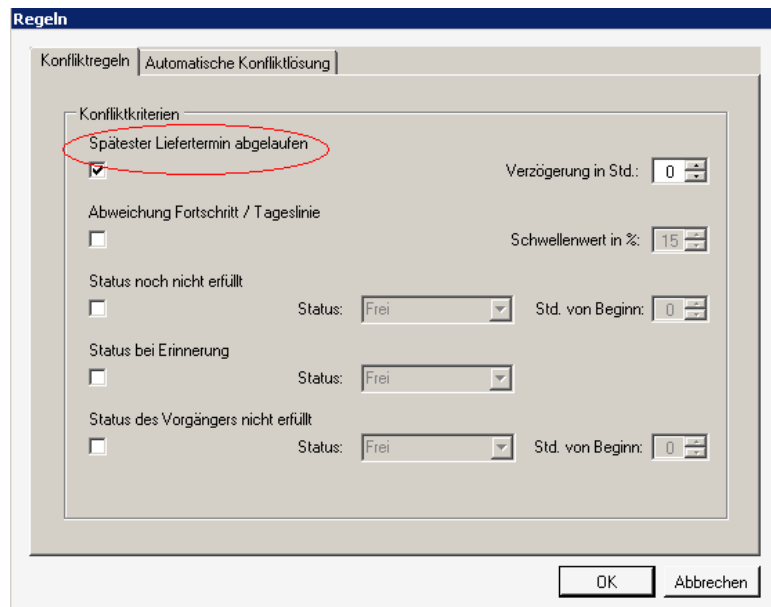 Regeln
Konfliktregeln Automatische Konfliktlösung
Konfliktkriterien
Spätester Liefertermin abgelaufen
Verzögerung in Std.: 0
Abweichung Fortschritt / Tageslinie
Schwellenwert in %: 15
Status noch nicht erfüllt
Status: Frei Std. von Beginn: 0
Status bei Erinnerung
Status: Frei
Status des Vorgängers nicht erfüllt
Status: Frei Std. von Beginn: 0
OK Abbrechen